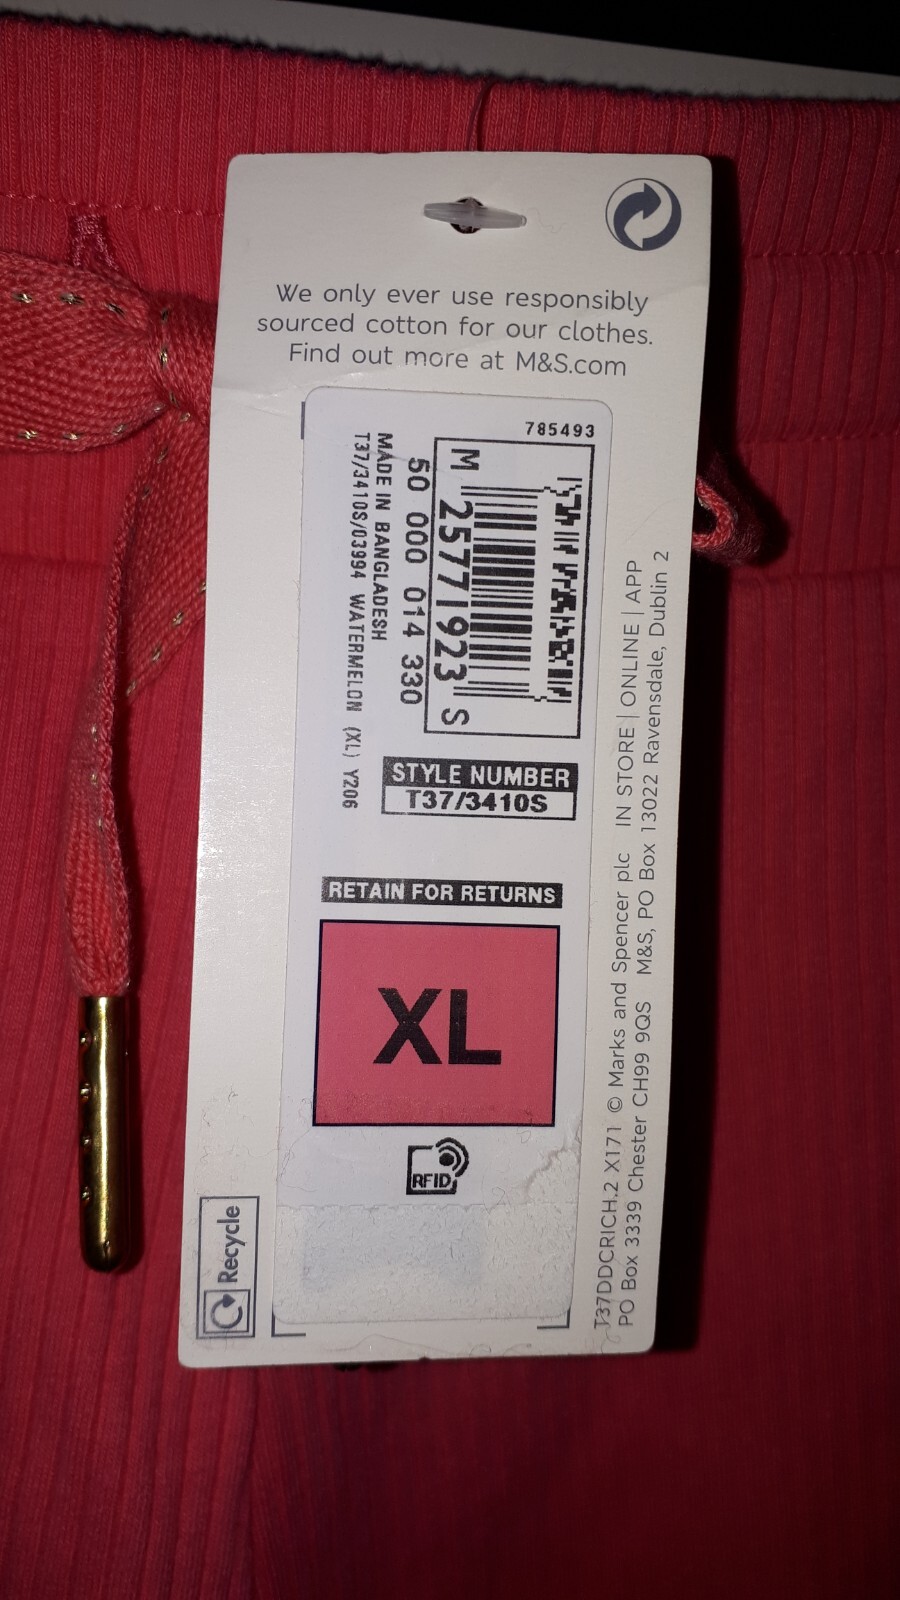 We only ever use responsibly
sourced cotton for our clothes.
Find out more at M&S.com
785493
M 25771923 S
50 000 014 330
MADE IN BANGLADESH
T37/3410S/03994 WATERMELON (XL) Y206
STYLE NUMBER
T37/3410S
RETAIN FOR RETURNS
XL
RFID
Recycle
T37DDCRICH.2 X171 © Marks and Spencer plc IN STORE | ONLINE | APP
PO Box 3339 Chester CH99 9QS M&S, PO Box 13022 Ravensdale, Dublin 2